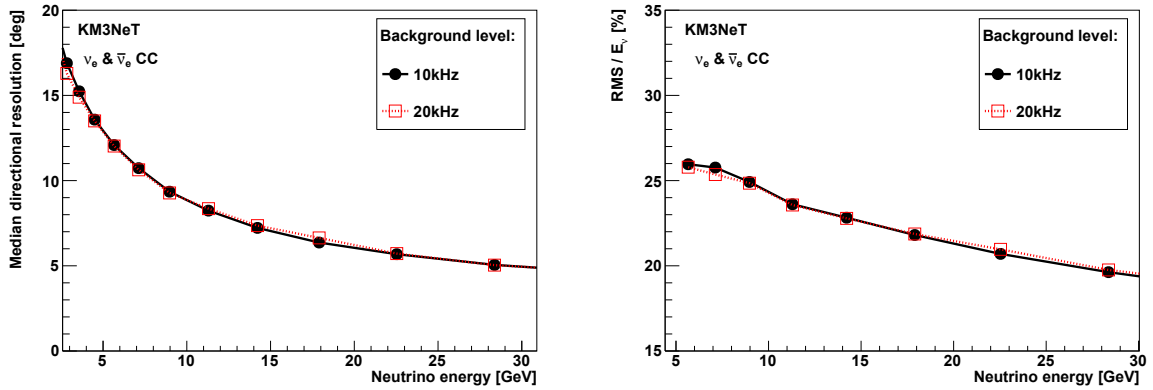 Median directional resolution [deg]
20
15
10
5
0
KM3NeT
νe & ν̄e CC
Background level:
10kHz
20kHz
5 10 15 20 25 30
Neutrino energy [GeV]
RMS / Eν [%]
35
30
25
20
15
KM3NeT
νe & ν̄e CC
Background level:
10kHz
20kHz
5 10 15 20 25 30
Neutrino energy [GeV]